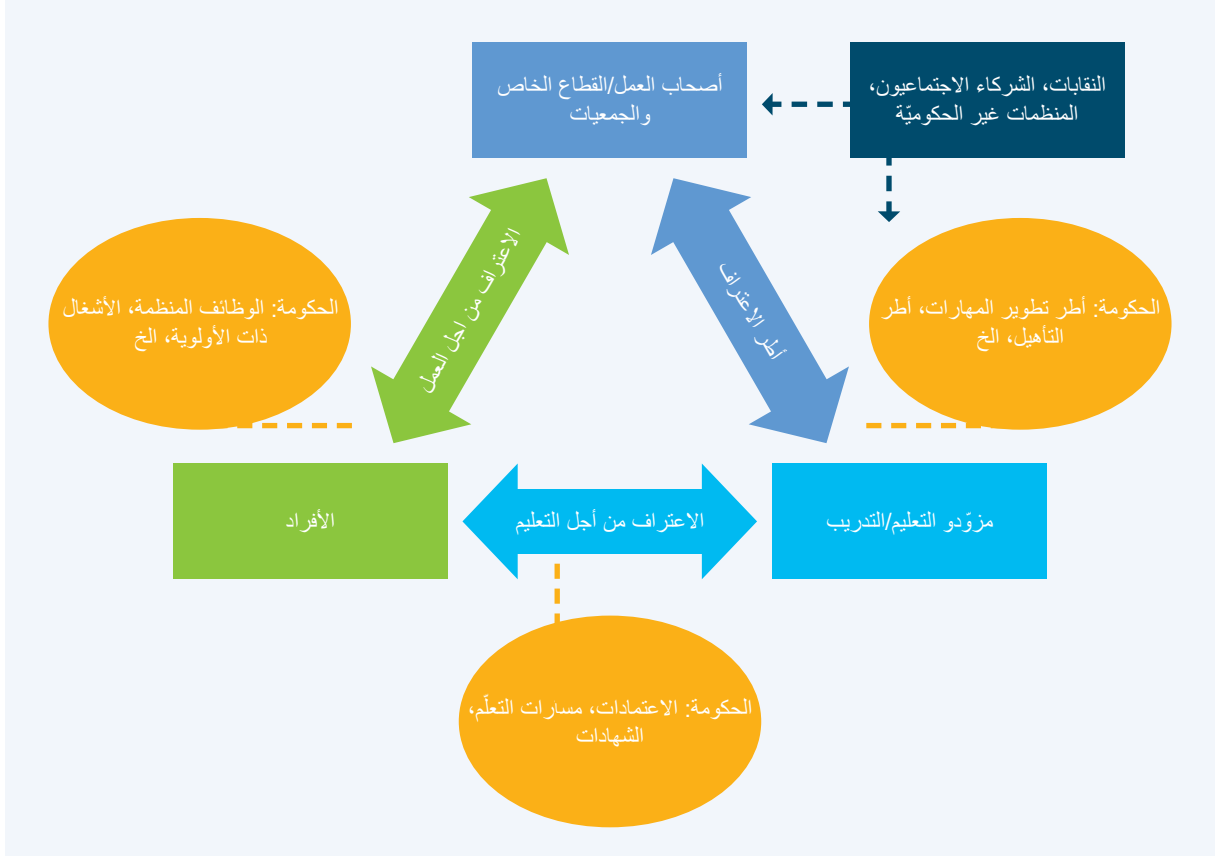 النقابات، الشركاء الاجتماعيون،
المنظمات غير الحكوميّة
أصحاب العمل/القطاع الخاص
والجمعيات
أطر الاعتراف
الاعتراف من اجل العمل
الحكومة: أطر تطوير المهارات، أطر
التأهيل، الخ
الحكومة: الوظائف المنظمة، الأشغال
ذات الأولوية، الخ
مزوّدو التعليم/التدريب
الاعتراف من أجل التعليم
الأفراد
الحكومة: الاعتمادات، مسارات التعلّم،
الشهادات